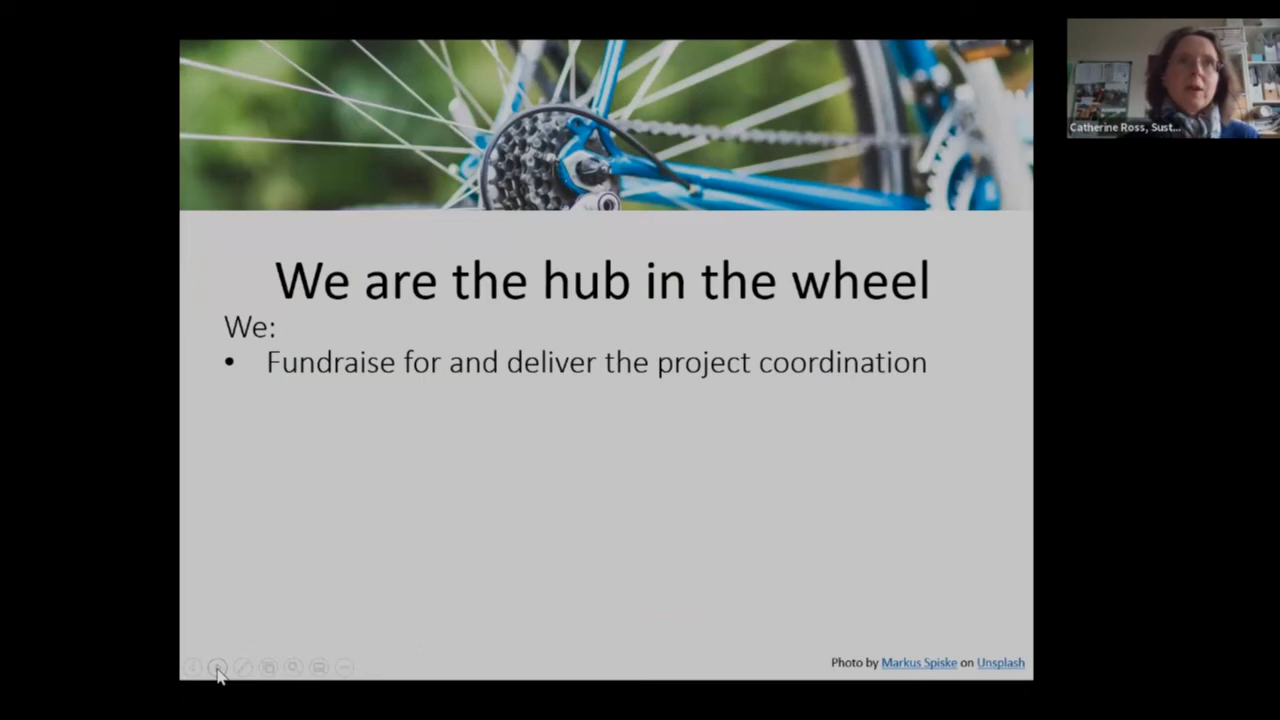 Catherine Ross, Sust...
We are the hub in the wheel
We:
• Fundraise for and deliver the project coordination
Photo by Markus Spiske on Unsplash